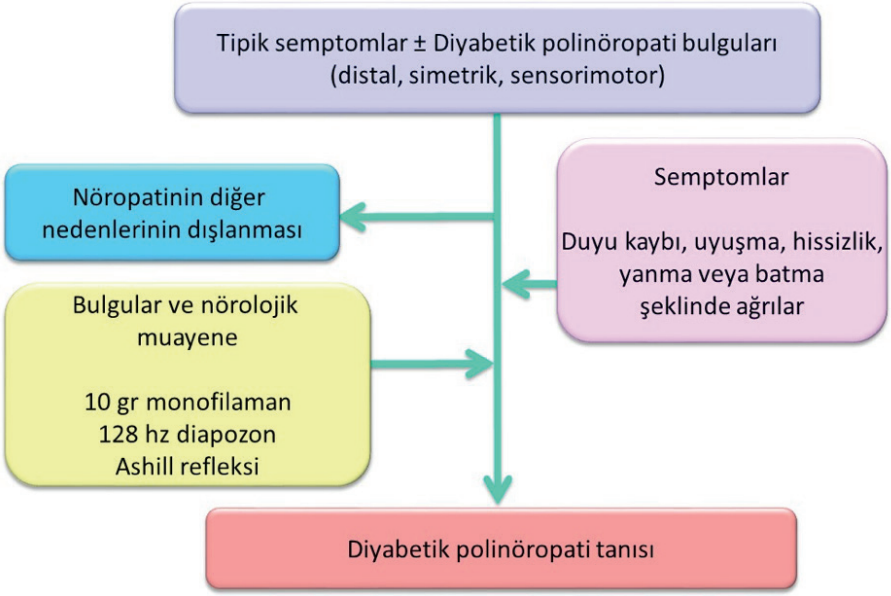 Tipik semptomlar ± Diyabetik polinöropati bulguları
(distal, simetrik, sensorimotor)
Nöropatinin diğer
nedenlerinin dışlanması
Semptomlar
Duyu kaybı, uyuşma, hissizlik,
yanma veya batma
şeklinde ağrılar
Bulgular ve nörolojik
muayene
10 gr monofilaman
128 hz diapozon
Ashill refleksi
Diyabetik polinöropati tanısı